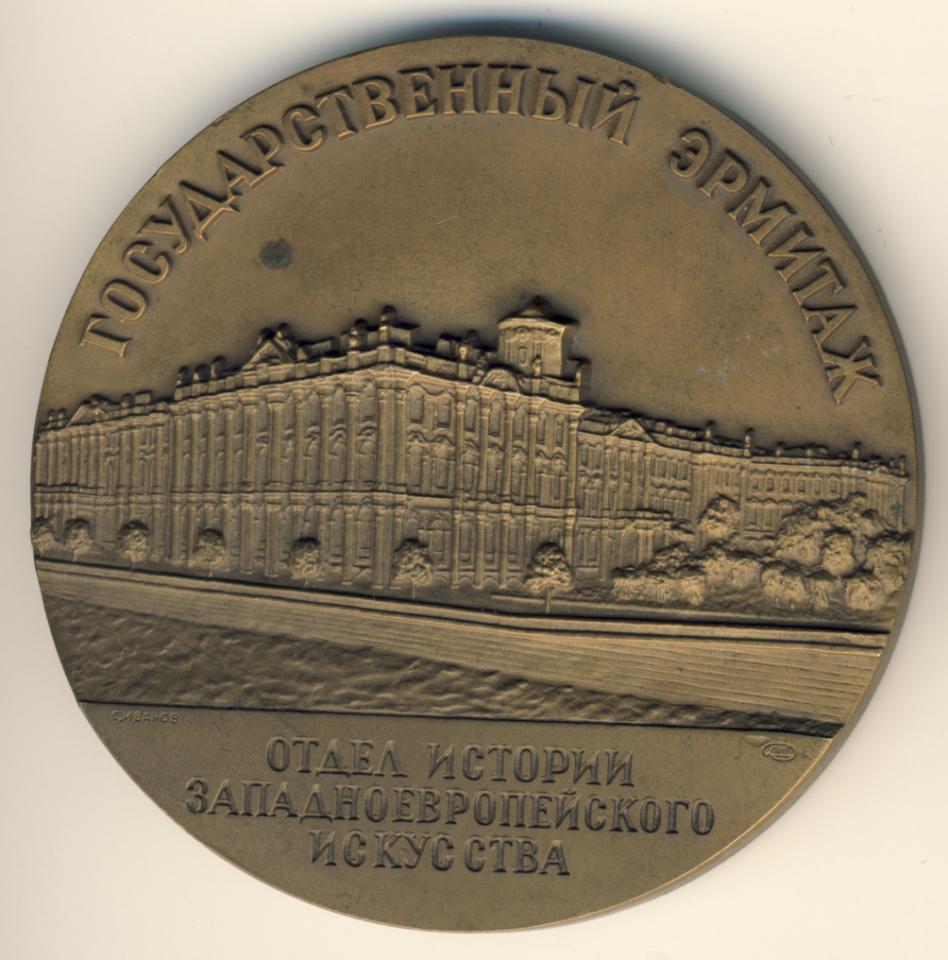 ГОСУДАРСТВЕННЫЙ ЭРМИТАЖ
С.ИВАНОВ
ОТДЕЛ ИСТОРИИ
ЗАПАДНОЕВРОПЕЙСКОГО
ИСКУССТВА